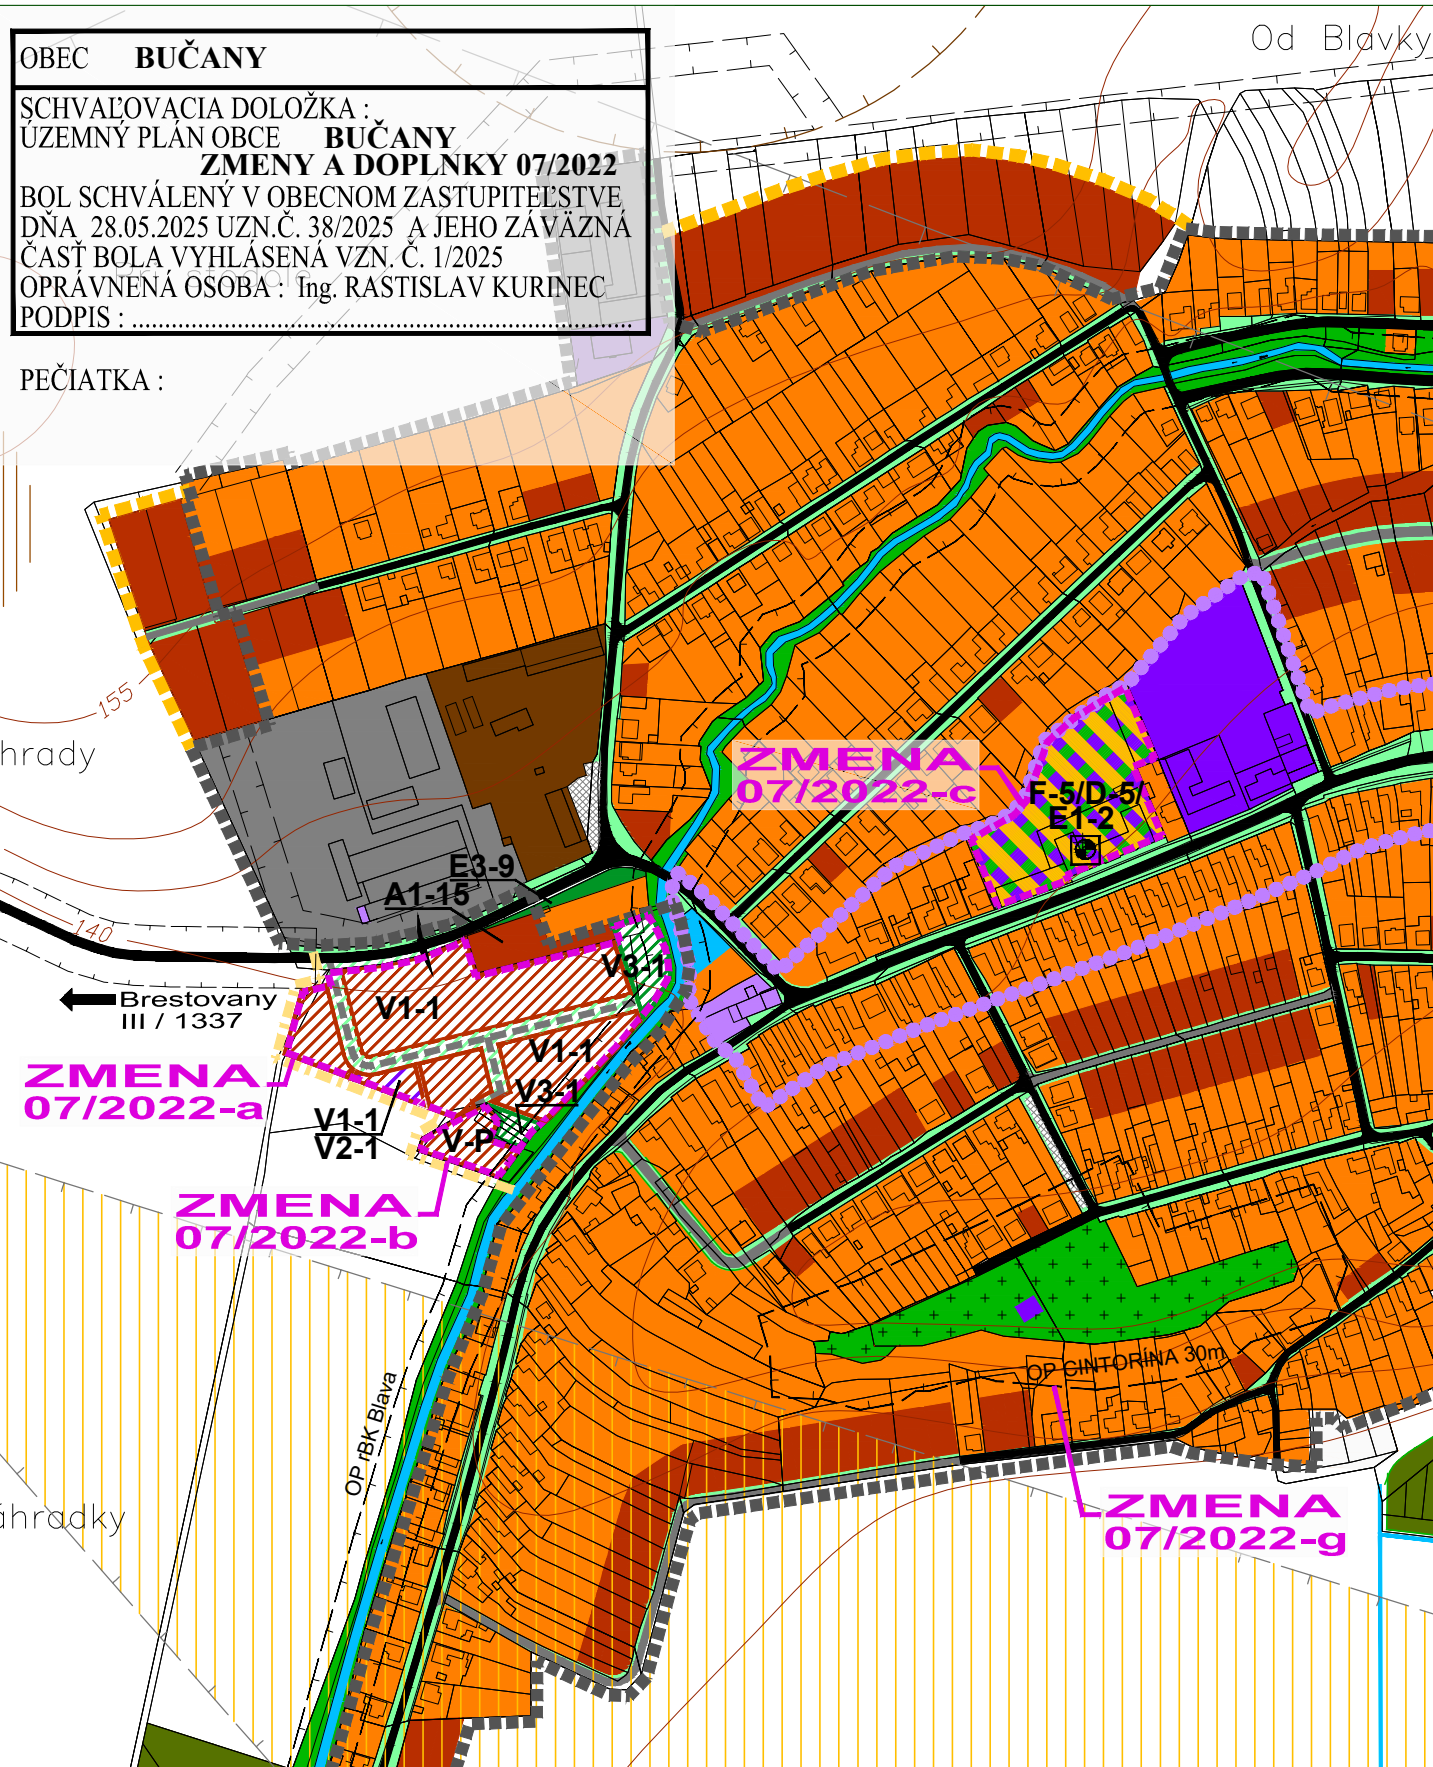 OBEC BUČANY
SCHVAĽOVACIA DOLOŽKA :
ÚZEMNÝ PLÁN OBCE BUČANY
ZMENY A DOPLNKY 07/2022
BOL SCHVÁLENÝ V OBECNOM ZASTUPITEĽSTVE
DŇA 28.05.2025 UZN.Č. 38/2025 A JEHO ZÁVÄZNÁ
ČASŤ BOLA VYHLÁSENÁ VZN. Č. 1/2025
OPRÁVNENÁ OSOBA : Ing. RASTISLAV KURINEC
PODPIS : ........................................................................
PEČIATKA :
Od Blavky
Pri stodole
155
hrady
ZMENA
07/2022-c
F-5/D-5/
E1-2
E3-9
A1-15
140
V3-1
Brestovany
III / 1337
V1-1
V1-1
V3-1
ZMENA
07/2022-a
V1-1
V2-1
V-P
ZMENA
07/2022-b
OP CINTORÍNA 30m
OP rBK Blava
ZMENA
07/2022-g
áhradky